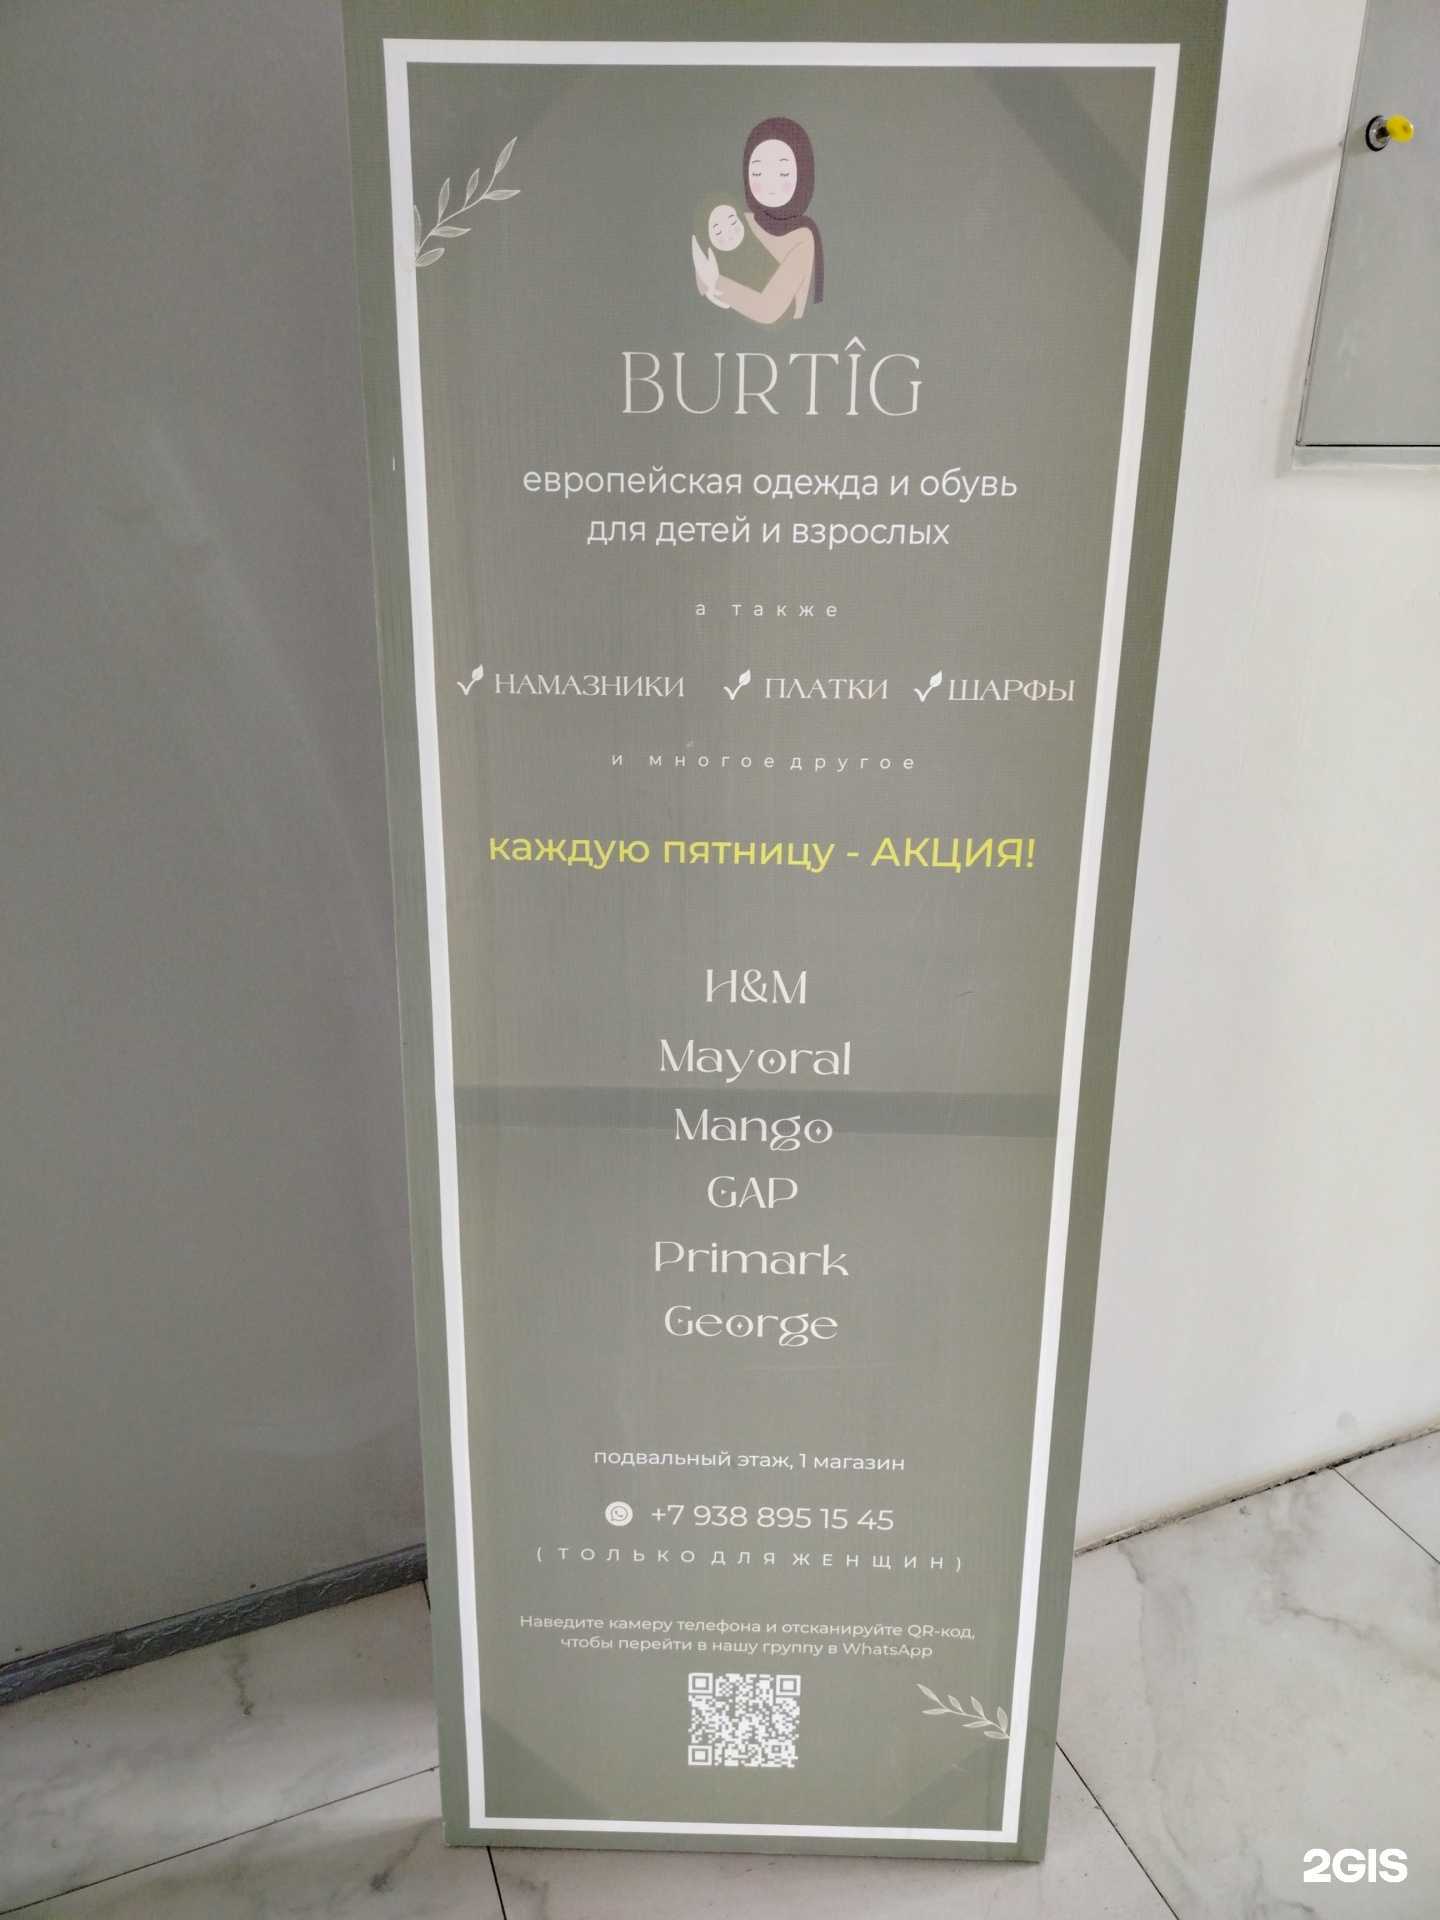 BURTÎG
европейская одежда и обувь
для детей и взрослых
а также
НАМАЗНИКИ ПЛАТКИ ШАРФЫ
и многоедругое
каждую пятницу - АКЦИЯ!
H&M
Mayoral
Mango
GAP
Primark
George
подвальный этаж, 1 магазин
+7 938 895 15 45
(ТОЛЬКО ДЛЯ ЖЕНЩИН)
Наведите камеру телефона и отсканируйте QR-код,
чтобы перейти в нашу группу в WhatsApp
2GIS